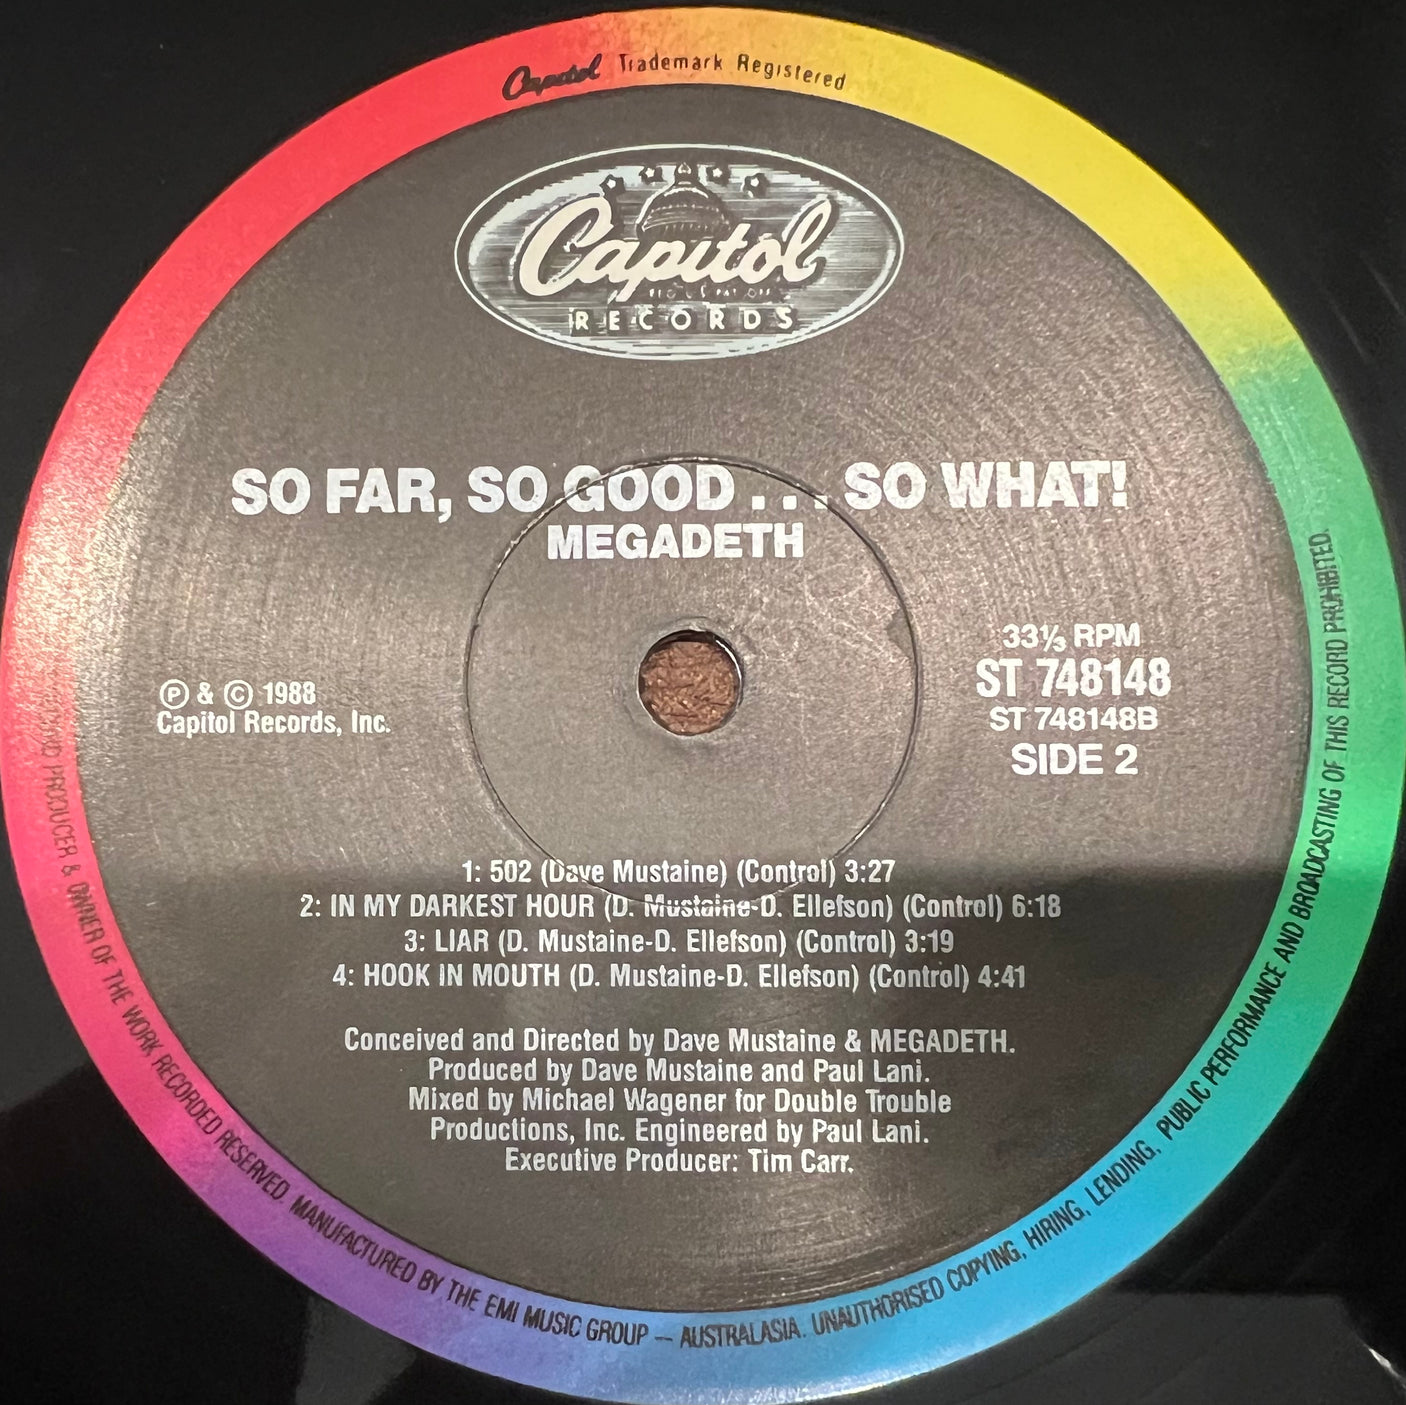 Capitol Trademark Registered
Capitol
RECORDS
SO FAR, SO GOOD . . . SO WHAT!
MEGADETH
33⅓ RPM
ST 748148
ST 748148B
SIDE 2
Ⓟ & © 1988
Capitol Records, Inc.
1: 502 (Dave Mustaine) (Control) 3:27
2: IN MY DARKEST HOUR (D. Mustaine-D. Ellefson) (Control) 6:18
3: LIAR (D. Mustaine-D. Ellefson) (Control) 3:19
4: HOOK IN MOUTH (D. Mustaine-D. Ellefson) (Control) 4:41
Conceived and Directed by Dave Mustaine & MEGADETH.
Produced by Dave Mustaine and Paul Lani.
Mixed by Michael Wagener for Double Trouble
Productions, Inc. Engineered by Paul Lani.
Executive Producer: Tim Carr.
PRODUCER & OWNER OF THE WORK RECORDED RESERVED. MANUFACTURED BY THE EMI MUSIC GROUP — AUSTRALASIA. UNAUTHORISED COPYING, HIRING, LENDING, PUBLIC PERFORMANCE AND BROADCASTING OF THIS RECORD PROHIBITED.